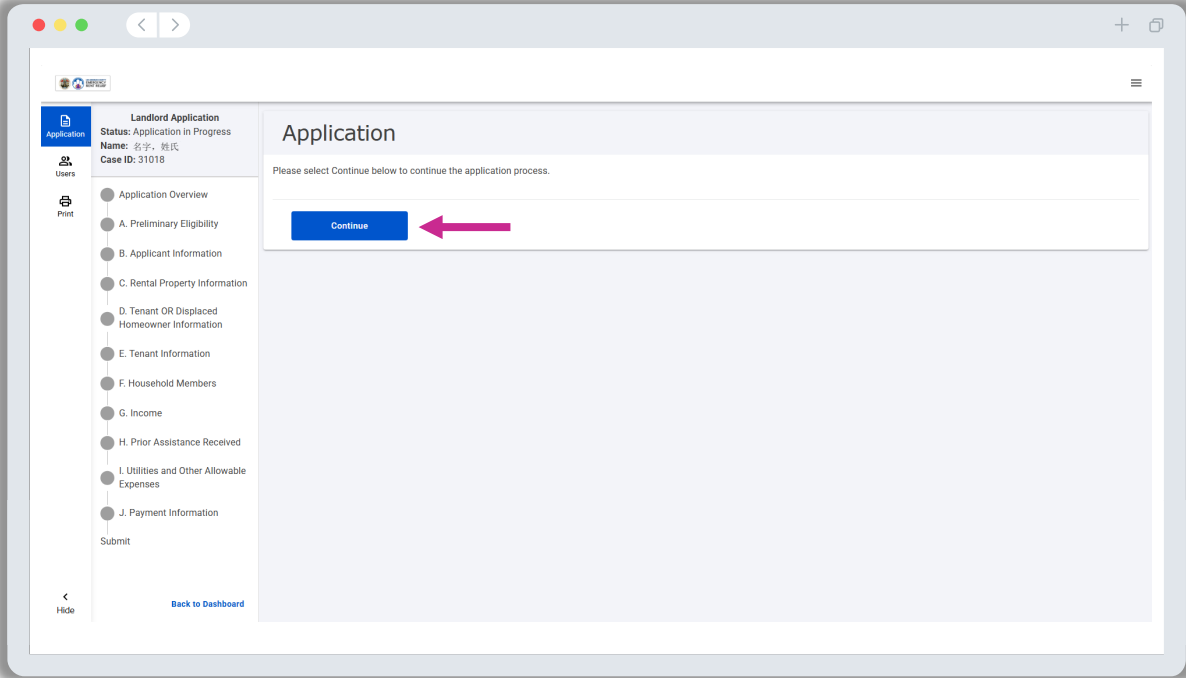 Application
Users
Print
Hide
Landlord Application
Status: Application in Progress
Name: 名字，姓氏
Case ID: 31018
Application Overview
A. Preliminary Eligibility
B. Applicant Information
C. Rental Property Information
D. Tenant OR Displaced
Homeowner Information
E. Tenant Information
F. Household Members
G. Income
H. Prior Assistance Received
I. Utilities and Other Allowable
Expenses
J. Payment Information
Submit
Back to Dashboard
Application
Please select Continue below to continue the application process.
Continue